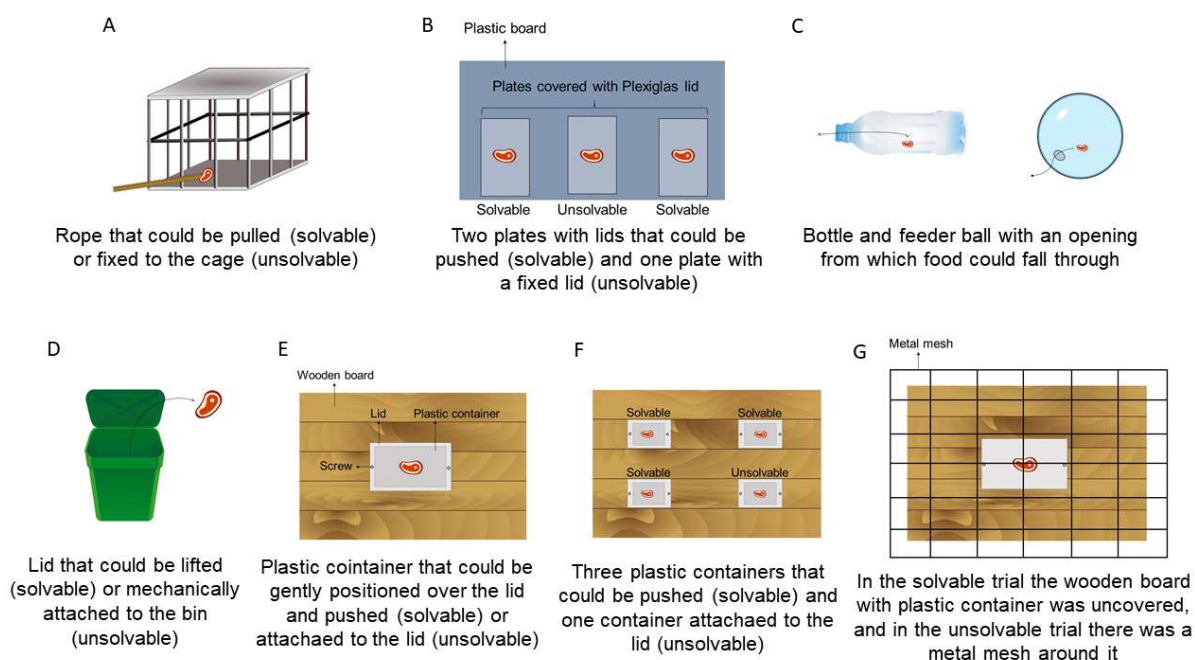 A
Rope that could be pulled (solvable)
or fixed to the cage (unsolvable)
B
Plastic board
Plates covered with Plexiglas lid
Solvable
Unsolvable
Solvable
Two plates with lids that could be
pushed (solvable) and one plate with
a fixed lid (unsolvable)
C
Bottle and feeder ball with an opening
from which food could fall through
D
Lid that could be lifted
(solvable) or mechanically
attached to the bin
(unsolvable)
E
Wooden board
Lid
Plastic container
Screw
Plastic cointainer that could be
gently positioned over the lid
and pushed (solvable) or
attachaed to the lid (unsolvable)
F
Solvable
Solvable
Solvable
Unsolvable
Three plastic containers that
could be pushed (solvable) and
one container attachaed to the
lid (unsolvable)
G
Metal mesh
In the solvable trial the wooden board
with plastic container was uncovered,
and in the unsolvable trial there was a
metal mesh around it